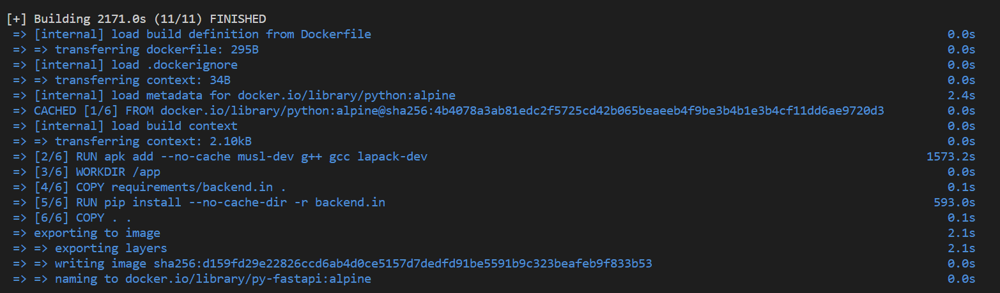 [+] Building 2171.0s (11/11) FINISHED
=> [internal] load build definition from Dockerfile 0.0s
=> => transferring dockerfile: 295B 0.0s
=> [internal] load .dockerignore 0.0s
=> => transferring context: 34B 0.0s
=> [internal] load metadata for docker.io/library/python:alpine 2.4s
=> CACHED [1/6] FROM docker.io/library/python:alpine@sha256:4b4078a3ab81edc2f5725cd42b065beaeeb4f9be3b4b1e3b4cf11dd6ae9720d3 0.0s
=> [internal] load build context 0.0s
=> => transferring context: 2.10kB 0.0s
=> [2/6] RUN apk add --no-cache musl-dev g++ gcc lapack-dev 1573.2s
=> [3/6] WORKDIR /app 0.0s
=> [4/6] COPY requirements/backend.in . 0.1s
=> [5/6] RUN pip install --no-cache-dir -r backend.in 593.0s
=> [6/6] COPY . . 0.1s
=> exporting to image 2.1s
=> => exporting layers 2.1s
=> => writing image sha256:d159fd29e22826ccd6ab4d0ce5157d7dedfd91be5591b9c323beafeb9f833b53 0.0s
=> => naming to docker.io/library/py-fastapi:alpine 0.0s